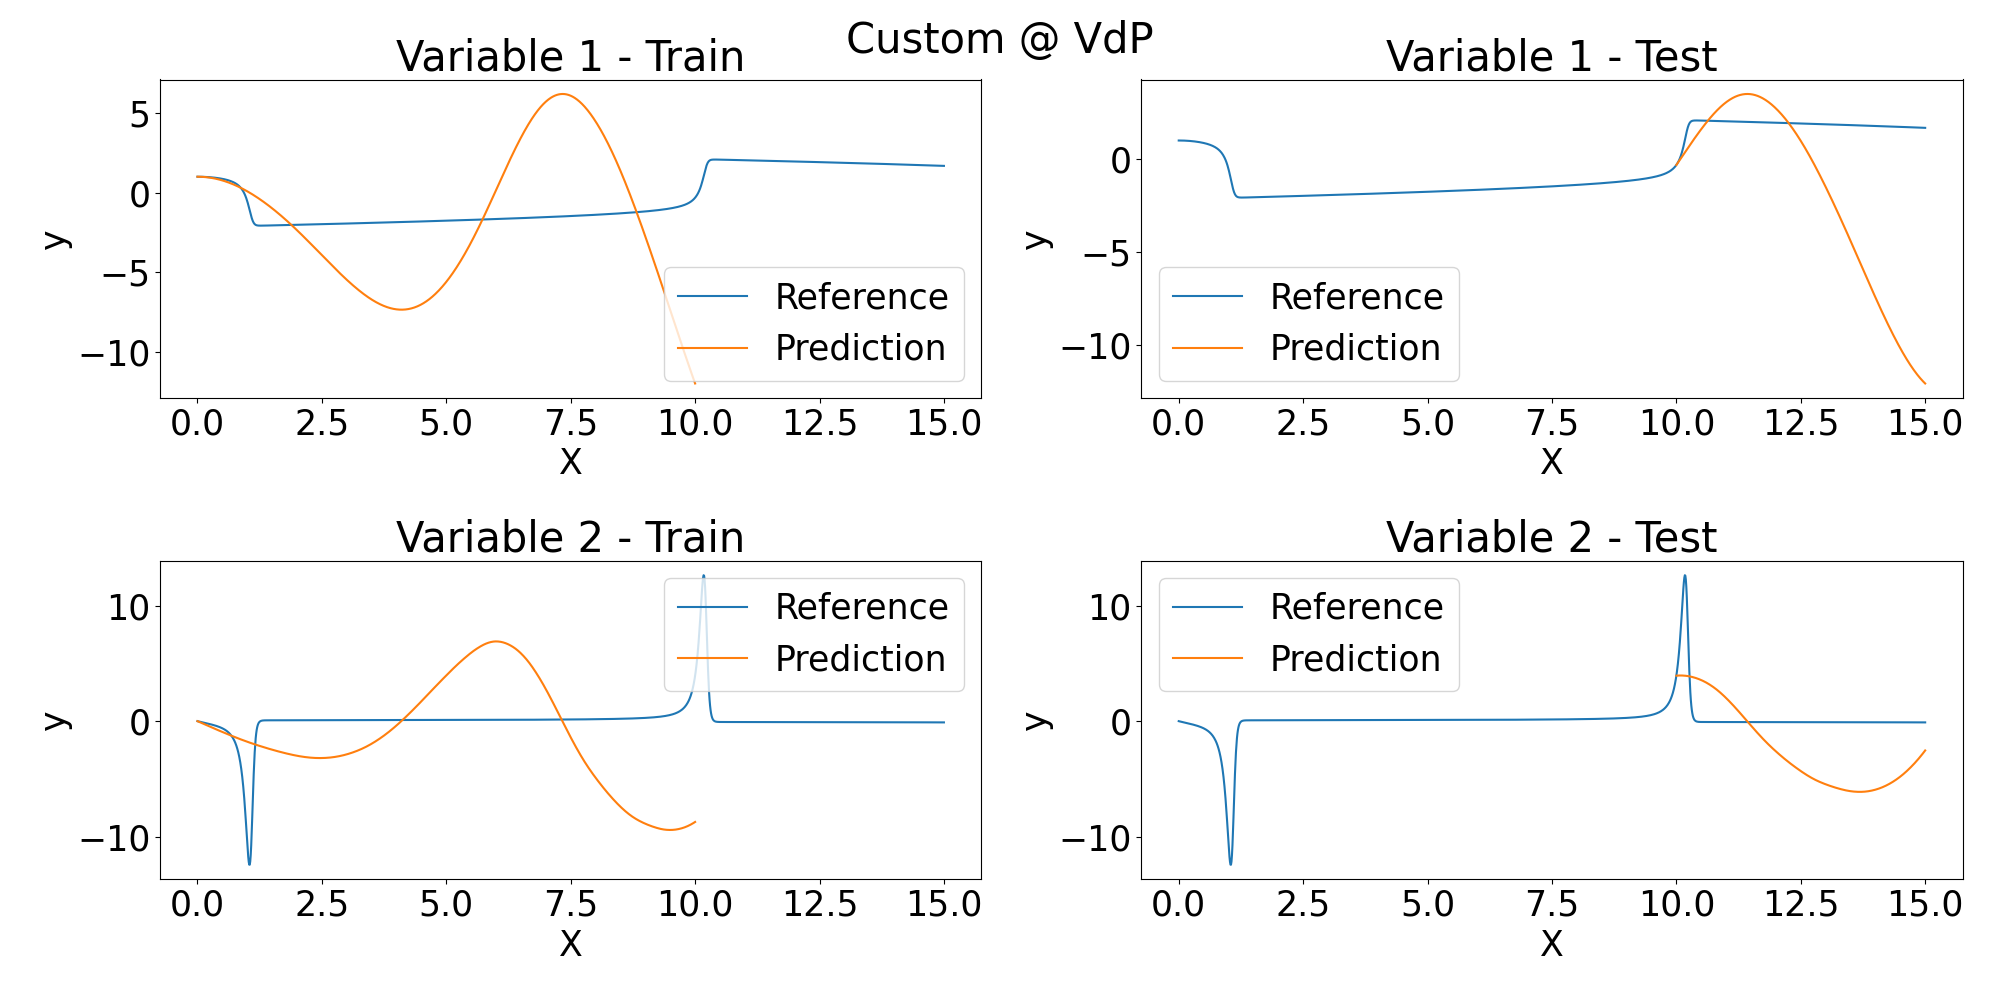 Custom @ VdP
Variable 1 - Train
5
0
−5
−10
y
Reference
Prediction
0.0 2.5 5.0 7.5 10.0 12.5 15.0
X
Variable 1 - Test
0
−5
−10
y
Reference
Prediction
0.0 2.5 5.0 7.5 10.0 12.5 15.0
X
Variable 2 - Train
10
0
−10
y
Reference
Prediction
0.0 2.5 5.0 7.5 10.0 12.5 15.0
X
Variable 2 - Test
10
0
−10
y
Reference
Prediction
0.0 2.5 5.0 7.5 10.0 12.5 15.0
X